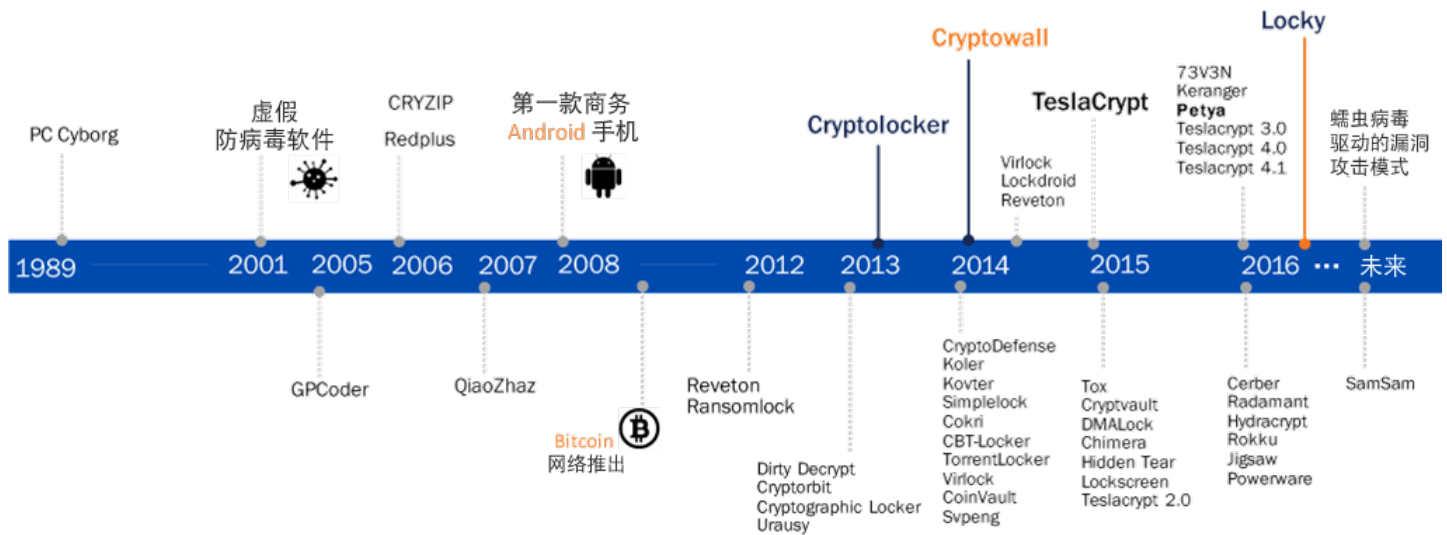 PC Cyborg
虚假
防病毒软件
CRYZIP
Redplus
第一款商务
Android 手机
Cryptolocker
Cryptowall
Virlock
Lockdroid
Reveton
TeslaCrypt
73V3N
Keranger
Petya
Teslacrypt 3.0
Teslacrypt 4.0
Teslacrypt 4.1
Locky
蠕虫病毒
驱动的漏洞
攻击模式
1989 2001 2005 2006 2007 2008 2012 2013 2014 2015 2016 ... 未来
GPCoder
QiaoZhaz
Bitcoin
网络推出
Reveton
Ransomlock
Dirty Decrypt
Cryptorbit
Cryptographic Locker
Urausy
CryptoDefense
Koler
Kovter
Simplelock
Cokri
CBT-Locker
TorrentLocker
Virlock
CoinVault
Svpeng
Tox
Cryptvault
DMALock
Chimera
Hidden Tear
Lockscreen
Teslacrypt 2.0
Cerber
Radamant
Hydracrypt
Rokku
Jigsaw
Powerware
SamSam